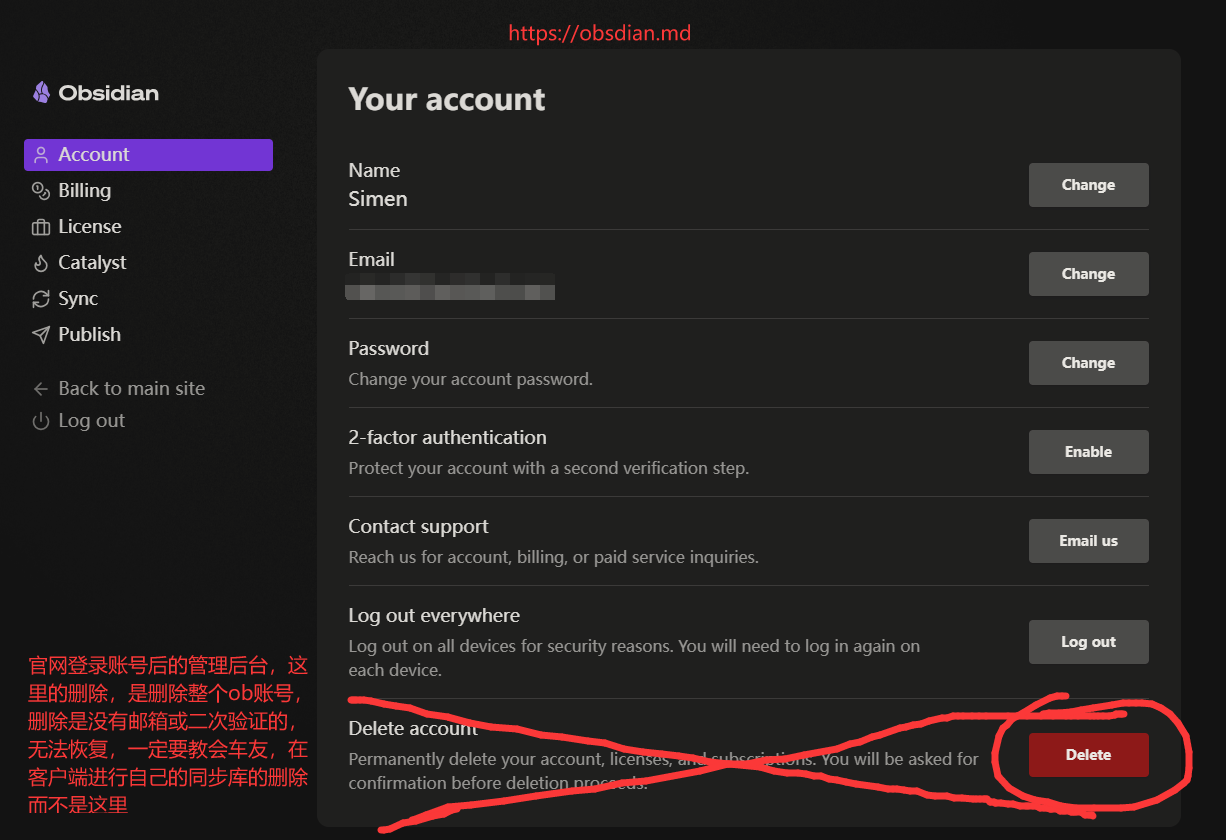 https://obsdian.md
Obsidian
Account
Billing
License
Catalyst
Sync
Publish
Back to main site
Log out
官网登录账号后的管理后台，这
里的删除，是删除整个ob账号，
删除是没有邮箱或二次验证的，
无法恢复，一定要教会车友，在
客户端进行自己的同步库的删除
而不是这里
Your account
Name
Simen
Change
Email
Change
Password
Change your account password.
Change
2-factor authentication
Protect your account with a second verification step.
Enable
Contact support
Reach us for account, billing, or paid service inquiries.
Email us
Log out everywhere
Log out on all devices for security reasons. You will need to log in again on
each device.
Log out
Delete account
Permanently delete your account, licenses, and subscriptions. You will be asked for
confirmation before deletion proceeds.
Delete